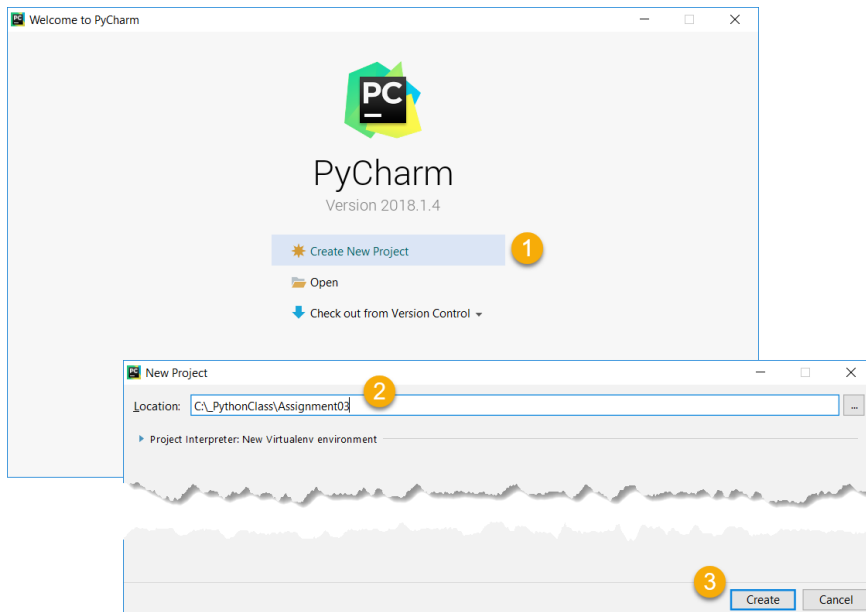 Welcome to PyCharm
PC
PyCharm
Version 2018.1.4
Create New Project
1
Open
Check out from Version Control
New Project
2
Location: C:\_PythonClass\Assignment03
...
Project Interpreter: New Virtualenv environment
3
Create Cancel